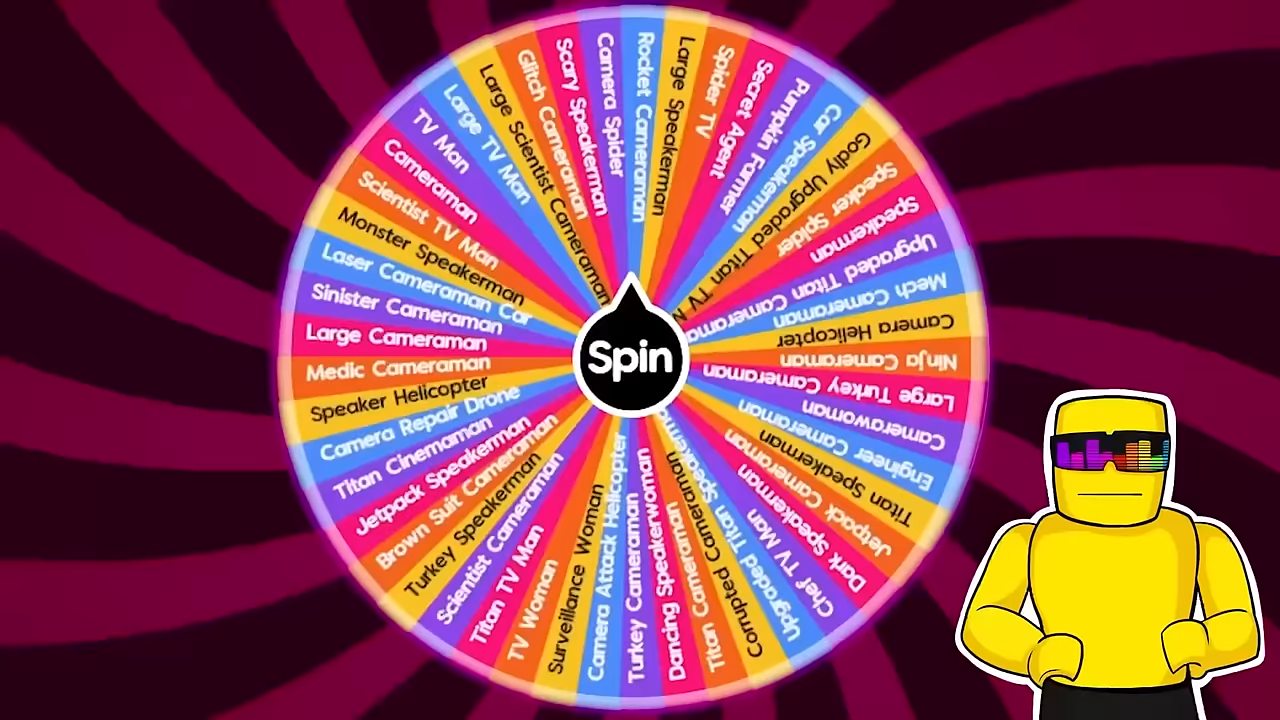 Rocket Cameraman
Large Speakerman
Spider TV
Secret Agent
Pumpkin Farmer
Car Speakerman
Godly Upgraded Titan TV
Speaker Spider
Speakerman
Upgraded Titan Cameraman
Mech Cameraman
Camera Helicopter
Ninja Cameraman
Large Turkey Cameraman
Camerawoman
Engineer Cameraman
Titan Speakerman
Jetpack Cameraman
Dark Speakerman
Chef TV Man
Upgraded Titan Speakerma
Corrupted Cameraman
Titan Cameraman
Dancing Speakerwoman
Turkey Cameraman
Camera Attack Helicopter
Surveillance Woman
TV Woman
Titan TV Man
Scientist Cameraman
Turkey Speakerman
Brown Suit Cameraman
Jetpack Speakerman
Titan Cinemaman
Camera Repair Drone
Speaker Helicopter
Medic Cameraman
Large Cameraman
Sinister Cameraman
Laser Cameraman Car
Monster Speakerman
Scientist TV Man
Cameraman
TV Man
Large TV Man
Large Scientist Cameraman
Glitch Cameraman
Scary Speakerman
Camera Spider
Spin